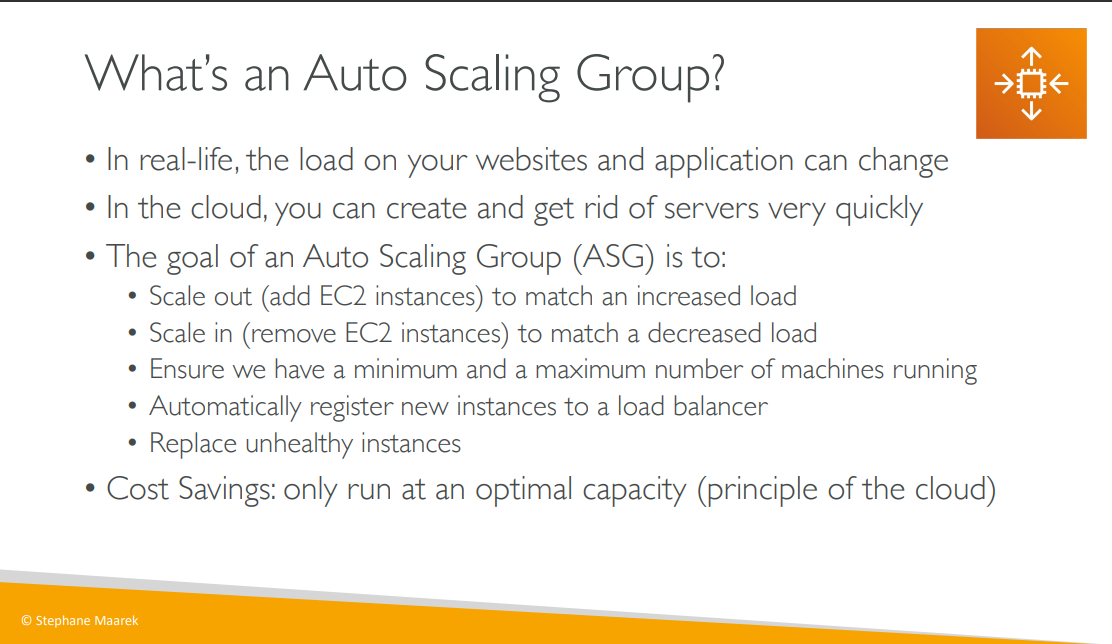 What's an Auto Scaling Group?
• In real-life, the load on your websites and application can change
• In the cloud, you can create and get rid of servers very quickly
• The goal of an Auto Scaling Group (ASG) is to:
• Scale out (add EC2 instances) to match an increased load
• Scale in (remove EC2 instances) to match a decreased load
• Ensure we have a minimum and a maximum number of machines running
• Automatically register new instances to a load balancer
• Replace unhealthy instances
• Cost Savings: only run at an optimal capacity (principle of the cloud)
© Stephane Maarek